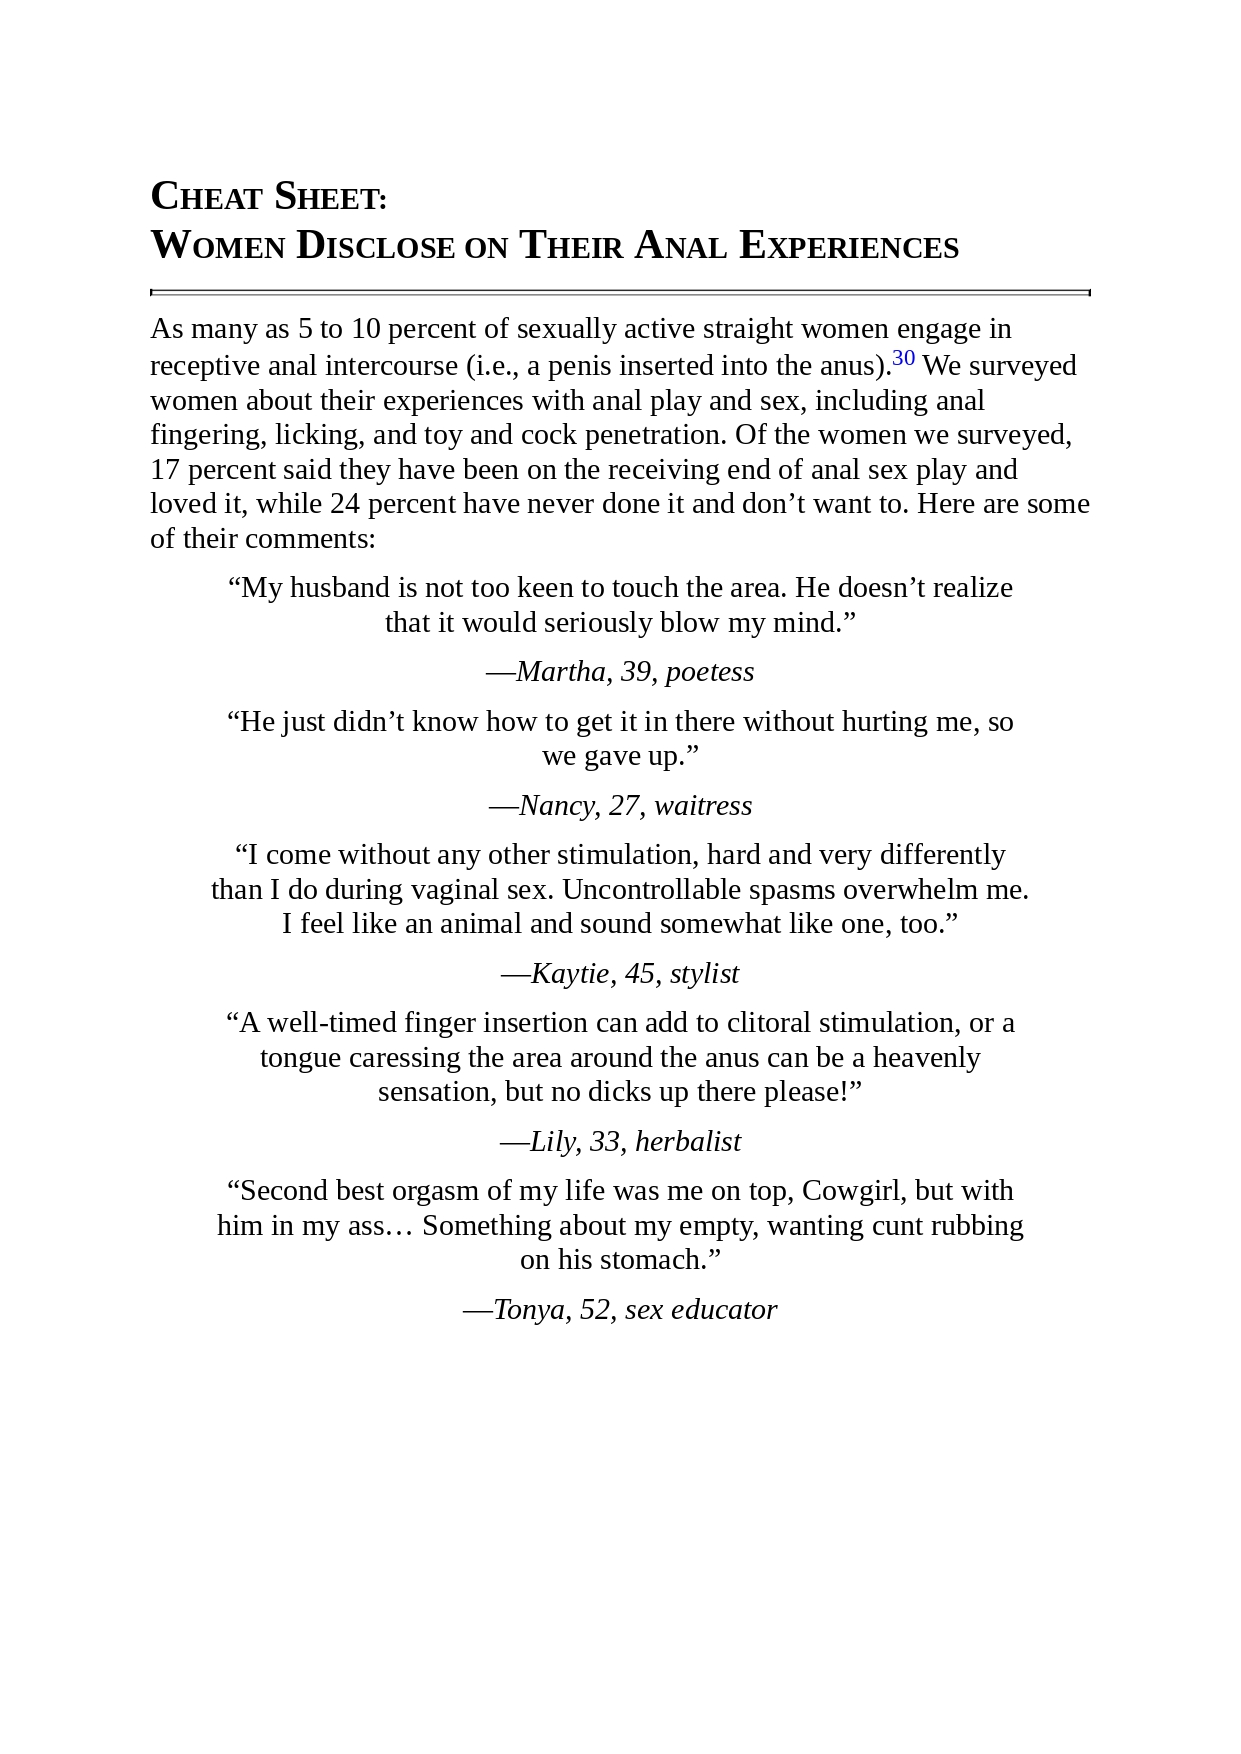 CHEAT SHEET:
WOMEN DISCLOSE ON THEIR ANAL EXPERIENCES
As many as 5 to 10 percent of sexually active straight women engage in
receptive anal intercourse (i.e., a penis inserted into the anus).30 We surveyed
women about their experiences with anal play and sex, including anal
fingering, licking, and toy and cock penetration. Of the women we surveyed,
17 percent said they have been on the receiving end of anal sex play and
loved it, while 24 percent have never done it and don’t want to. Here are some
of their comments:
“My husband is not too keen to touch the area. He doesn’t realize
that it would seriously blow my mind.”
—Martha, 39, poetess
“He just didn’t know how to get it in there without hurting me, so
we gave up.”
—Nancy, 27, waitress
“I come without any other stimulation, hard and very differently
than I do during vaginal sex. Uncontrollable spasms overwhelm me.
I feel like an animal and sound somewhat like one, too.”
—Kaytie, 45, stylist
“A well-timed finger insertion can add to clitoral stimulation, or a
tongue caressing the area around the anus can be a heavenly
sensation, but no dicks up there please!”
—Lily, 33, herbalist
“Second best orgasm of my life was me on top, Cowgirl, but with
him in my ass… Something about my empty, wanting cunt rubbing
on his stomach.”
—Tonya, 52, sex educator